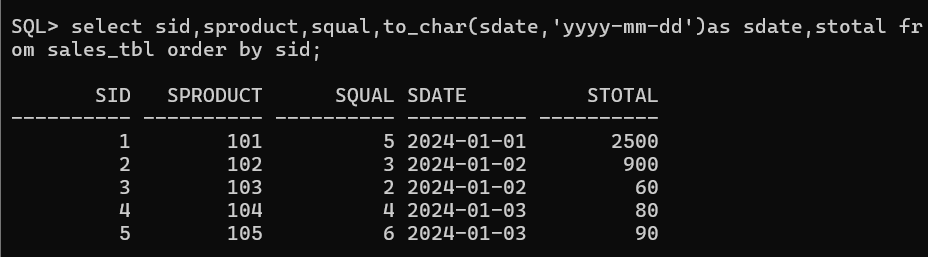 SQL> select sid,sproduct,squal,to_char(sdate,'yyyy-mm-dd')as sdate,stotal fr
om sales_tbl order by sid;
       SID   SPRODUCT      SQUAL SDATE          STOTAL
---------- ---------- ---------- ---------- ----------
         1        101          5 2024-01-01       2500
         2        102          3 2024-01-02        900
         3        103          2 2024-01-02         60
         4        104          4 2024-01-03         80
         5        105          6 2024-01-03         90